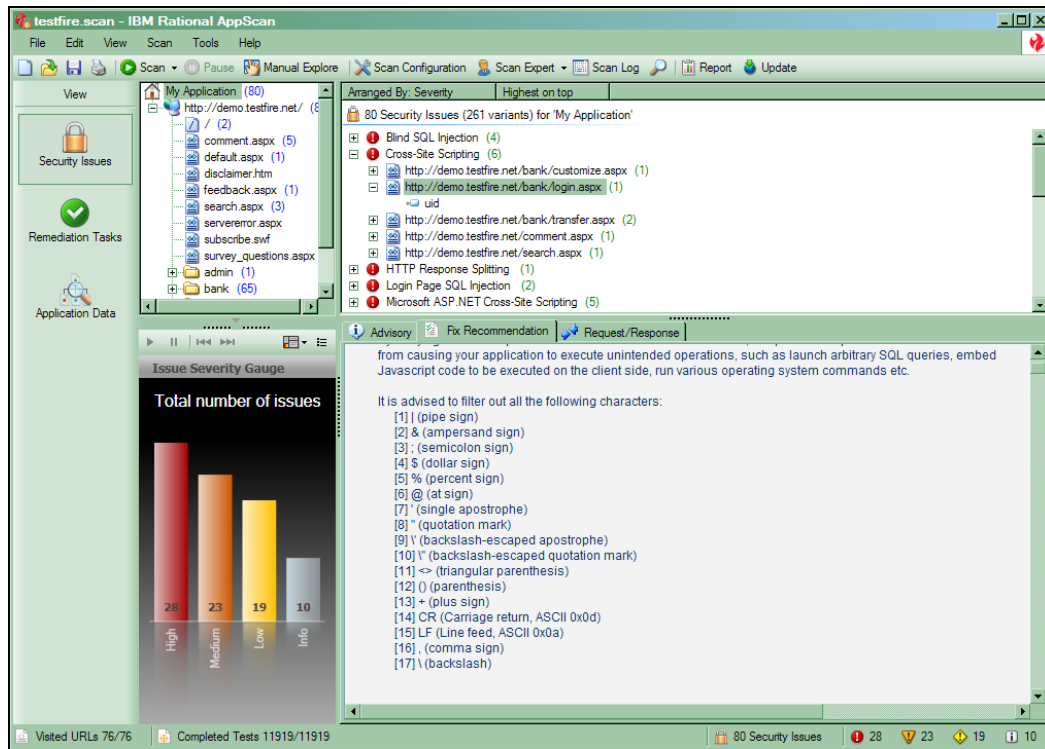 testfire.scan - IBM Rational AppScan
File Edit View Scan Tools Help
Scan Pause Manual Explore Scan Configuration Scan Expert Scan Log Report Update
View
Security Issues
Remediation Tasks
Application Data
My Application (80)
http://demo.testfire.net/ (8
/ (2)
comment.aspx (5)
default.aspx (1)
disclaimer.htm
feedback.aspx (1)
search.aspx (3)
servererror.aspx
subscribe.swf
survey_questions.aspx
admin (1)
bank (65)
Arranged By: Severity Highest on top
80 Security Issues (261 variants) for 'My Application'
Blind SQL Injection (4)
Cross-Site Scripting (6)
http://demo.testfire.net/bank/customize.aspx (1)
http://demo.testfire.net/bank/login.aspx (1)
uid
http://demo.testfire.net/bank/transfer.aspx (2)
http://demo.testfire.net/comment.aspx (1)
http://demo.testfire.net/search.aspx (1)
HTTP Response Splitting (1)
Login Page SQL Injection (2)
Microsoft ASP.NET Cross-Site Scripting (5)
Issue Severity Gauge
Total number of issues
28 23 19 10
High Medium Low Info
Advisory Fix Recommendation Request/Response
from causing your application to execute unintended operations, such as launch arbitrary SQL queries, embed
Javascript code to be executed on the client side, run various operating system commands etc.
It is advised to filter out all the following characters:
[1] | (pipe sign)
[2] & (ampersand sign)
[3] ; (semicolon sign)
[4] $ (dollar sign)
[5] % (percent sign)
[6] @ (at sign)
[7] ' (single apostrophe)
[8] " (quotation mark)
[9] \' (backslash-escaped apostrophe)
[10] \" (backslash-escaped quotation mark)
[11] <> (triangular parenthesis)
[12] () (parenthesis)
[13] + (plus sign)
[14] CR (Carriage return, ASCII 0x0d)
[15] LF (Line feed, ASCII 0x0a)
[16] , (comma sign)
[17] \ (backslash)
Visited URLs 76/76 Completed Tests 11919/11919 80 Security Issues 28 23 19 10